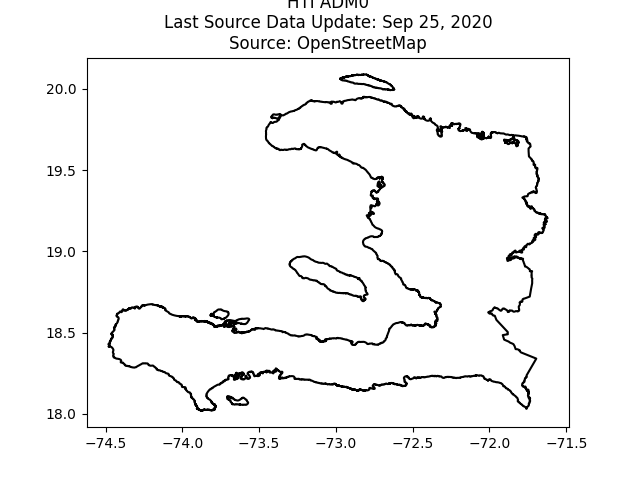 HTI ADM0
Last Source Data Update: Sep 25, 2020
Source: OpenStreetMap
20.0
19.5
19.0
18.5
18.0
−74.5 −74.0 −73.5 −73.0 −72.5 −72.0 −71.5